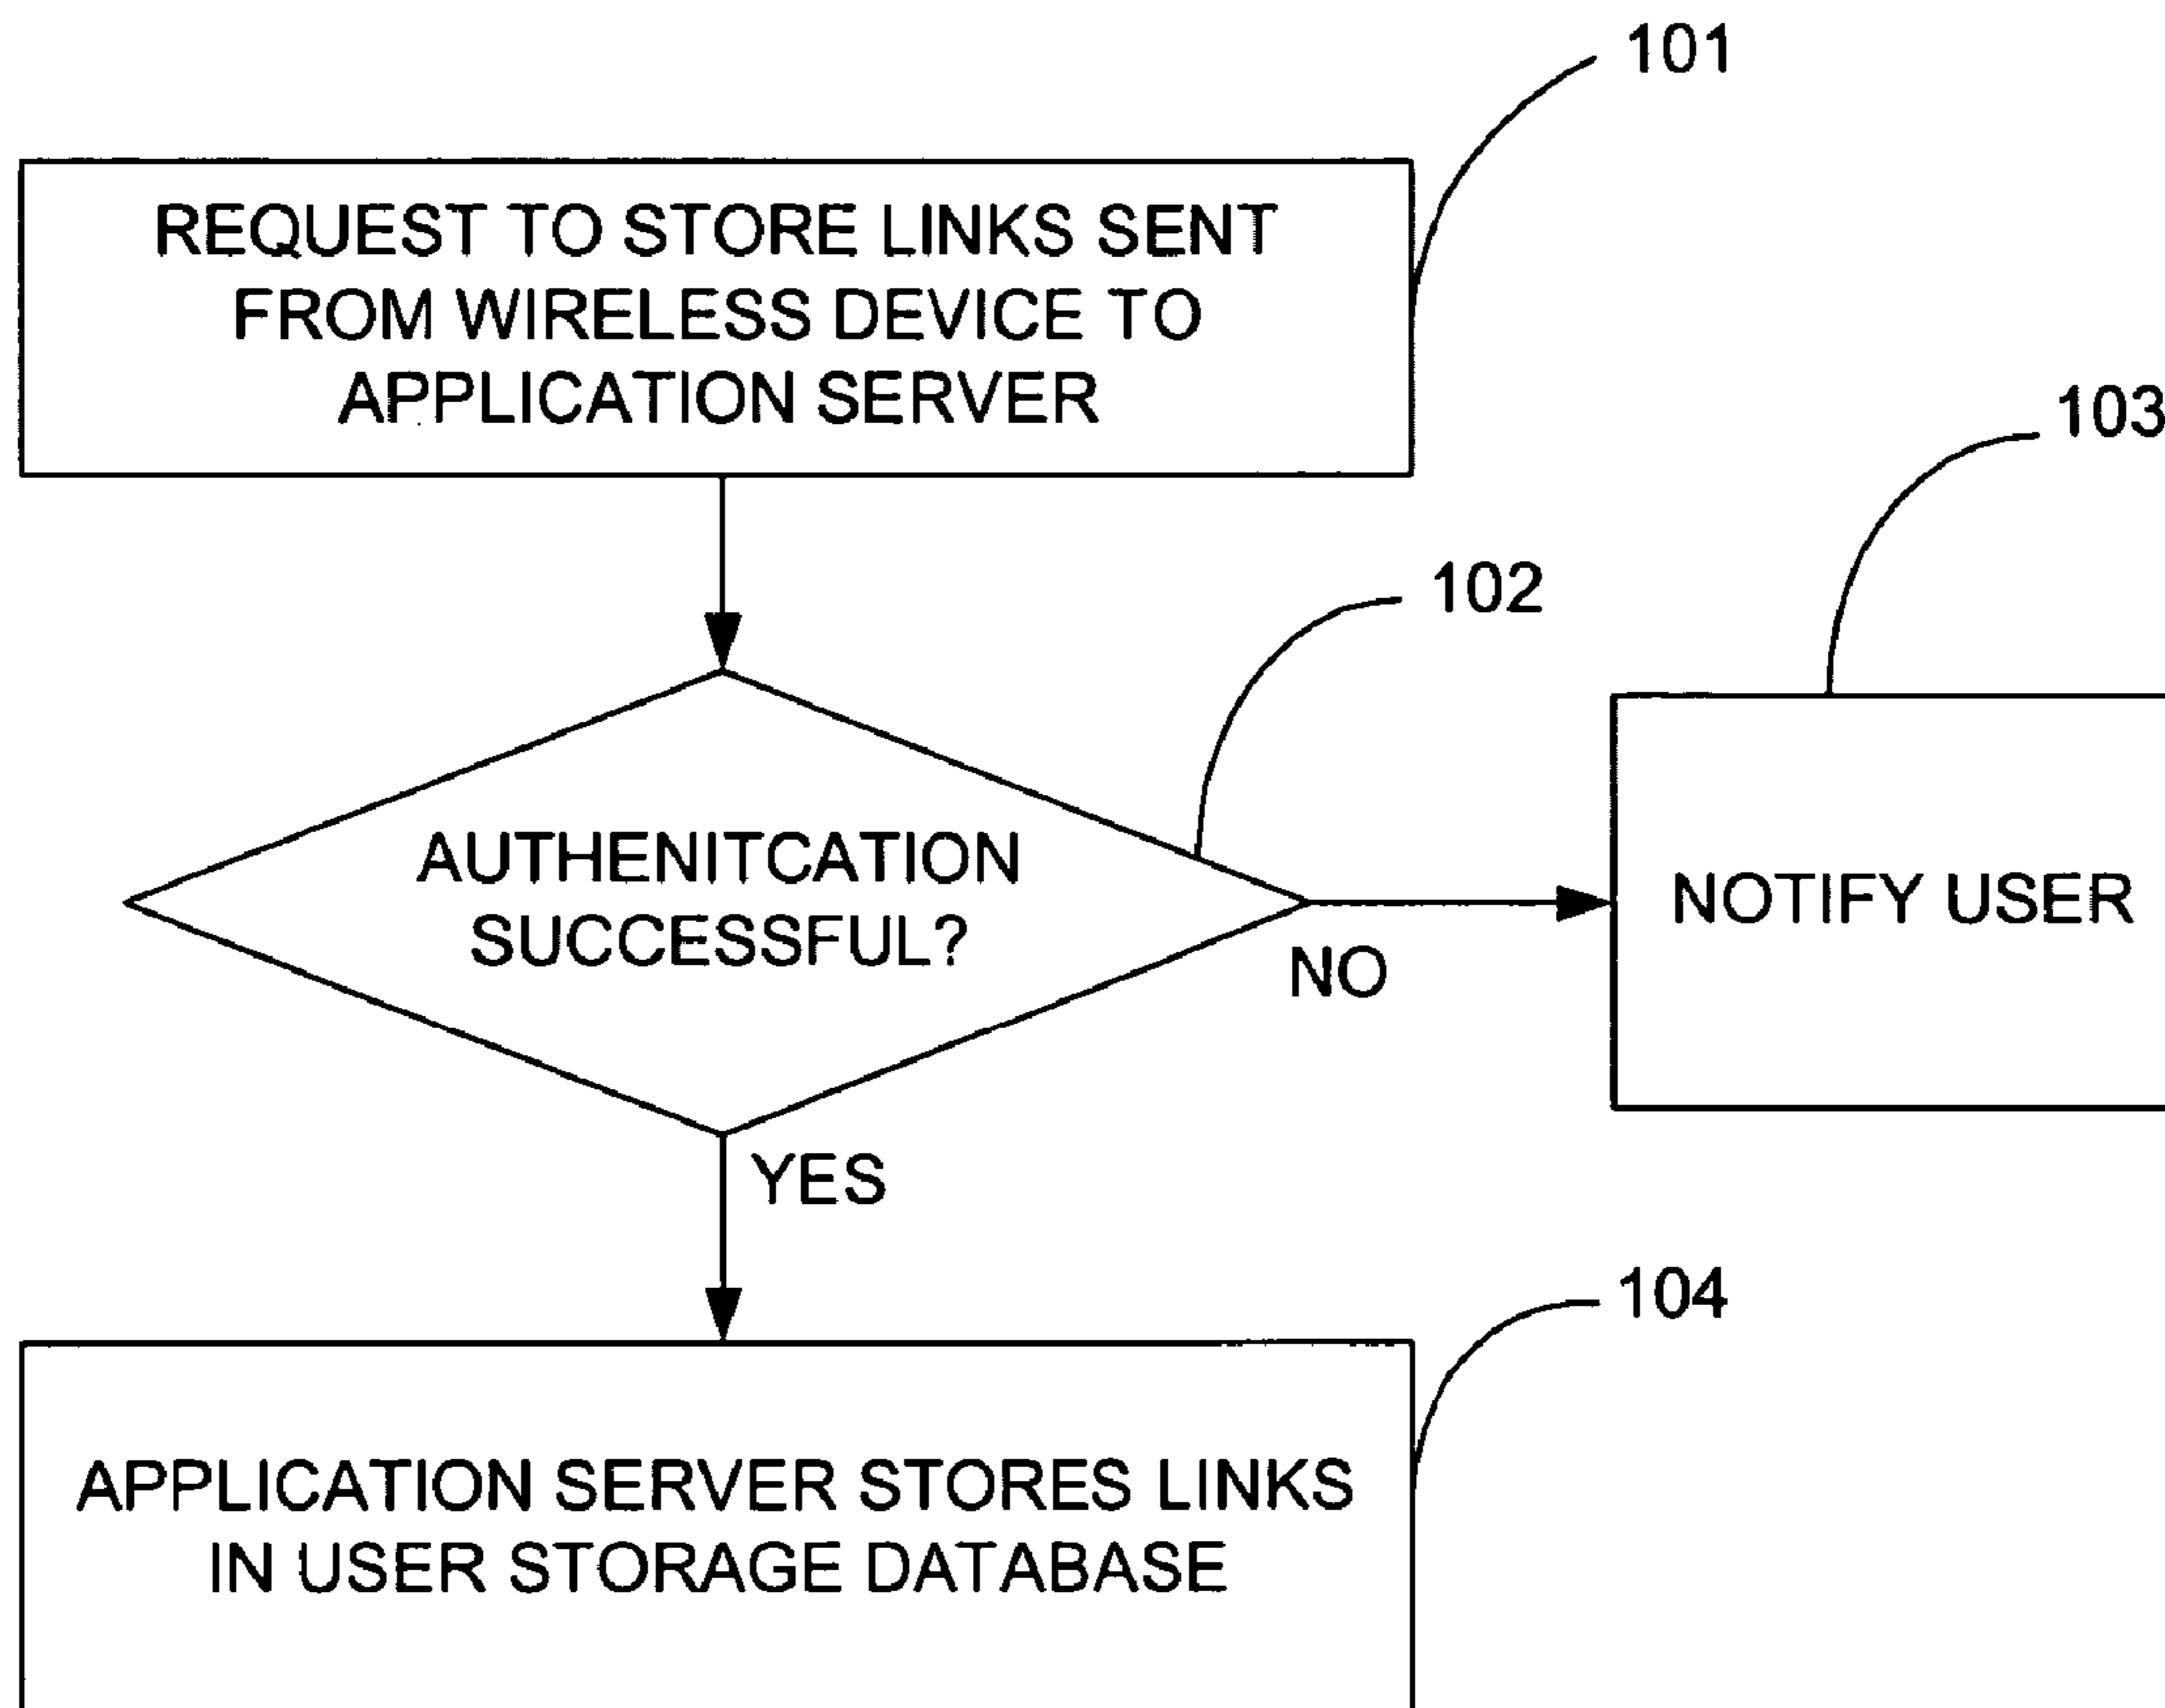 101
REQUEST TO STORE LINKS SENT
FROM WIRELESS DEVICE TO
APPLICATION SERVER
103
102
AUTHENITCATION
SUCCESSFUL?
NO
NOTIFY USER
YES
104
APPLICATION SERVER STORES LINKS
IN USER STORAGE DATABASE